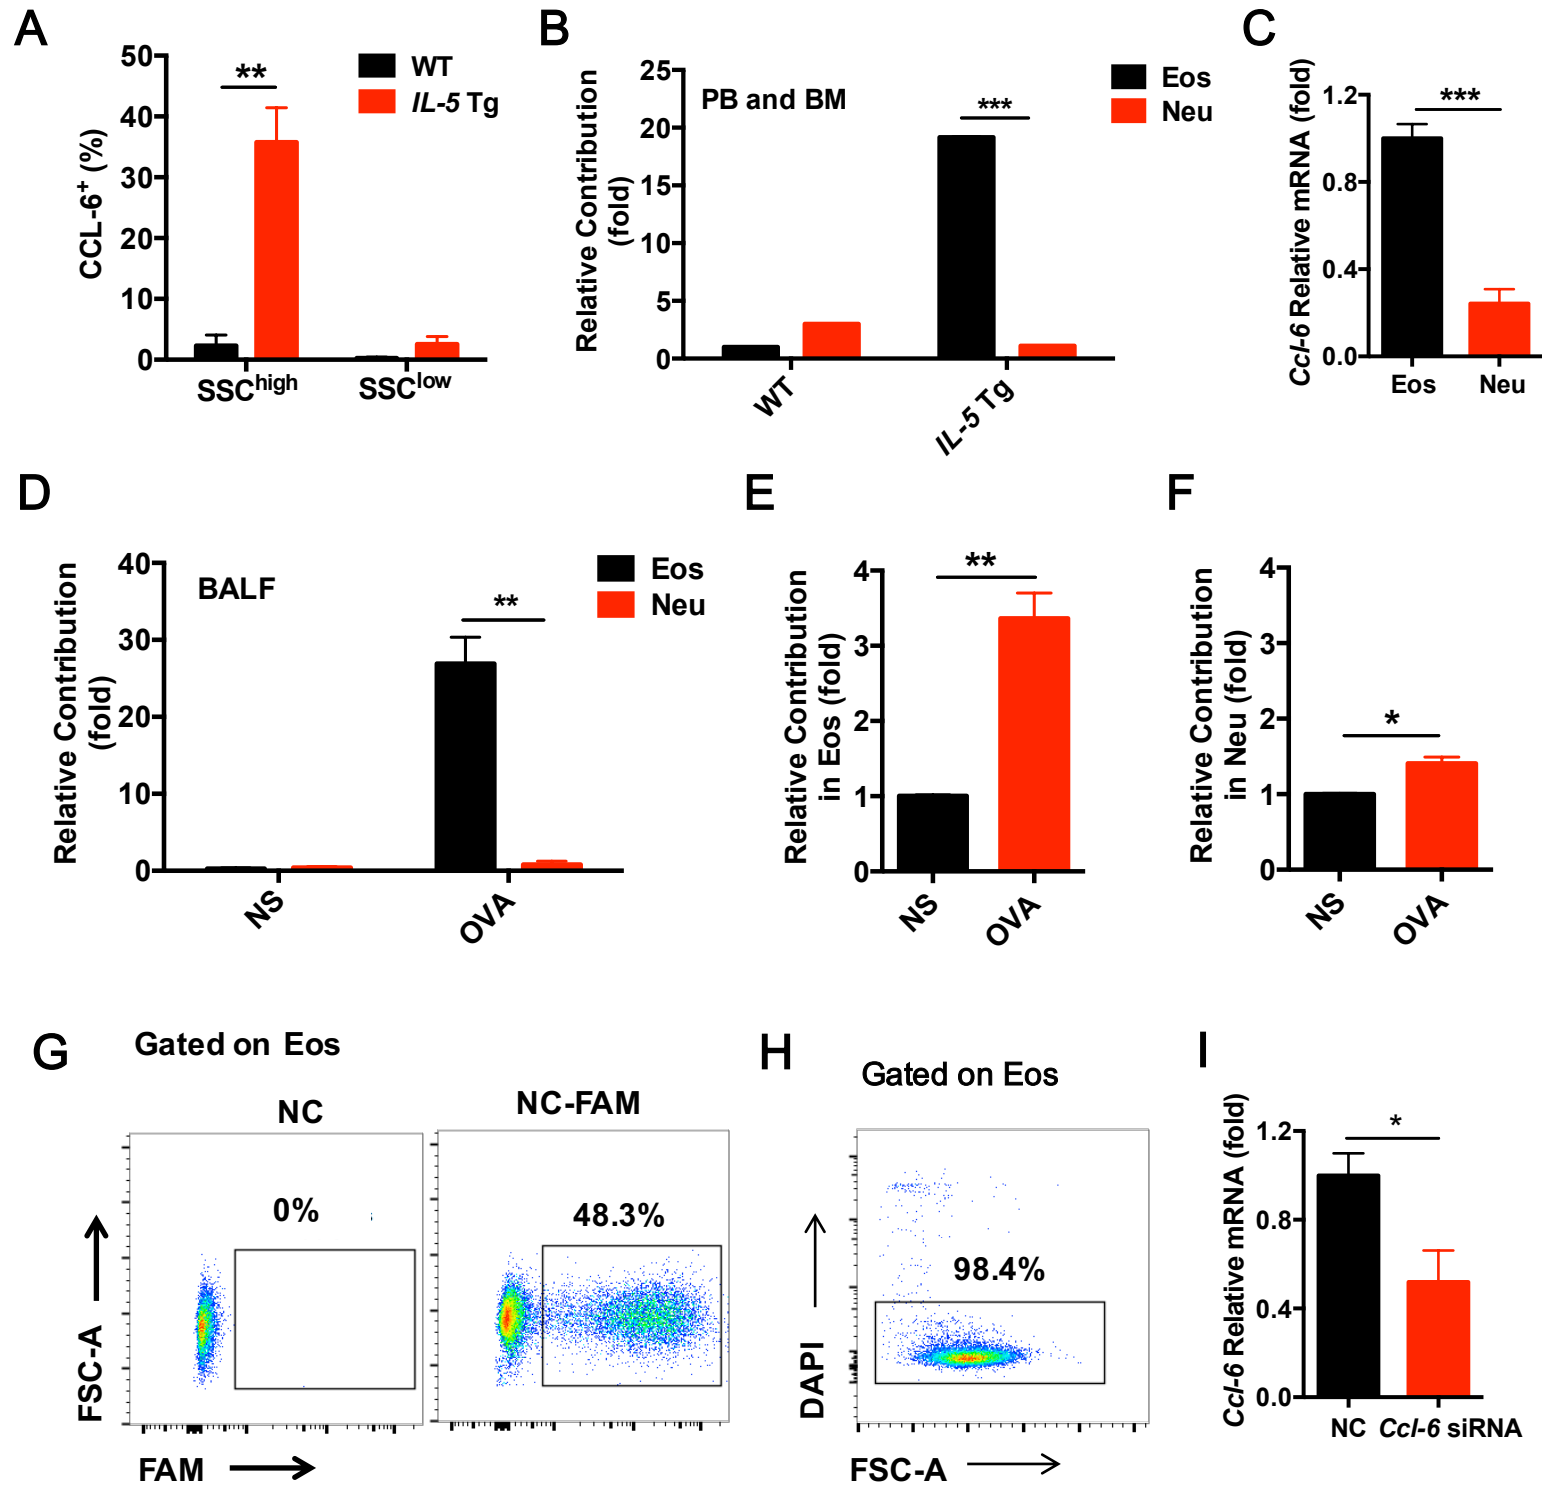 A
CCL-6+ (%)
50
40
30
20
10
0
**
WT
IL-5 Tg
SSChigh
SSClow
B
Relative Contribution
(fold)
25
20
15
10
5
0
PB and BM
***
Eos
Neu
WT
IL-5 Tg
C
Ccl-6 Relative mRNA (fold)
1.2
0.8
0.4
0.0
***
Eos
Neu
D
Relative Contribution
(fold)
40
30
20
10
0
BALF
**
Eos
Neu
NS
OVA
E
Relative Contribution
in Eos (fold)
4
3
2
1
0
**
NS
OVA
F
Relative Contribution
in Neu (fold)
4
3
2
1
0
*
NS
OVA
G
Gated on Eos
NC
NC-FAM
0%
48.3%
FSC-A
FAM
H
Gated on Eos
98.4%
DAPI
FSC-A
I
Ccl-6 Relative mRNA (fold)
1.2
0.8
0.4
0.0
*
NC
Ccl-6 siRNA